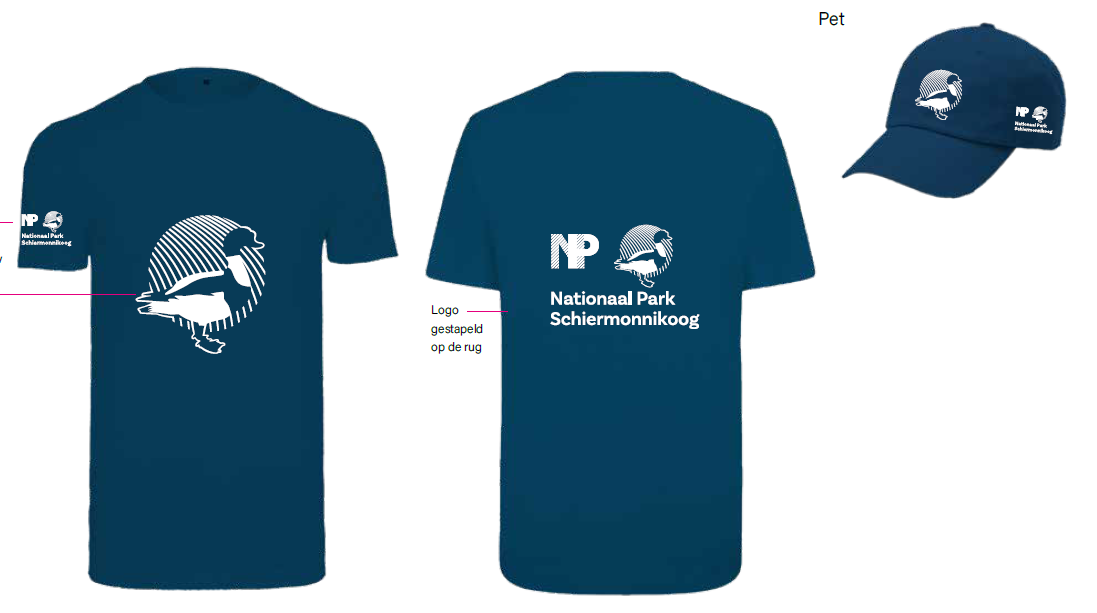 Pet
NP
Nationaal Park
Schiermonnikoog
NP
Nationaal Park
Schiermonnikoog
Logo
gestapeld
op de rug
NP
Nationaal Park
Schiermonnikoog